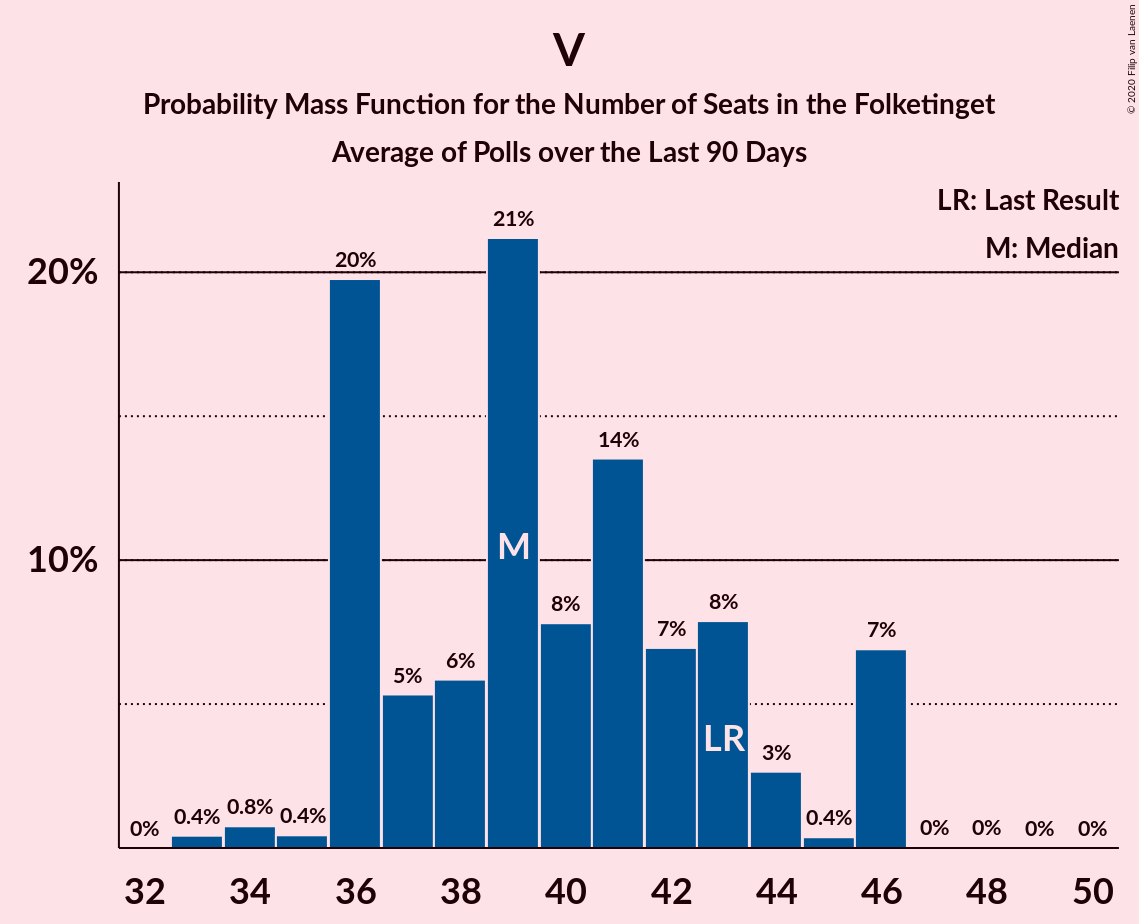 V
Probability Mass Function for the Number of Seats in the Folketinget
Average of Polls over the Last 90 Days
© 2020 Filip van Laenen
LR: Last Result
M: Median
20%
10%
0%
0.4%
0.8%
0.4%
20%
5%
6%
21%
8%
14%
7%
8%
3%
0.4%
7%
0%
0%
0%
0%
M
LR
32 34 36 38 40 42 44 46 48 50